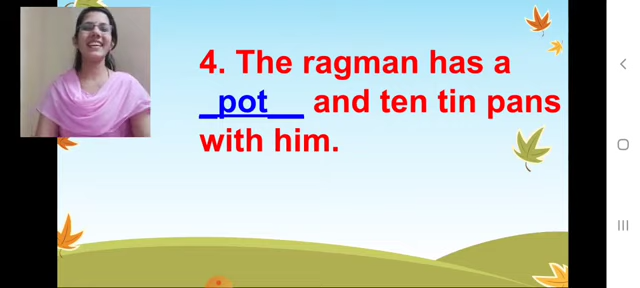 4. The ragman has a
_pot__ and ten tin pans
with him.